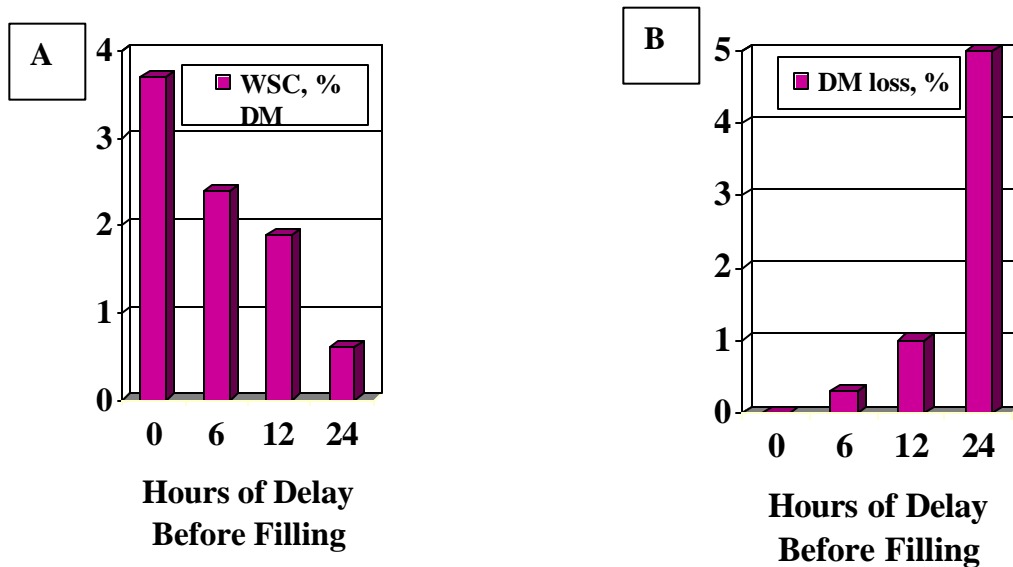 A
4
3
2
1
0
WSC, %
DM
0 6 12 24
Hours of Delay
Before Filling
B
5
4
3
2
1
0
DM loss, %
0 6 12 24
Hours of Delay
Before Filling